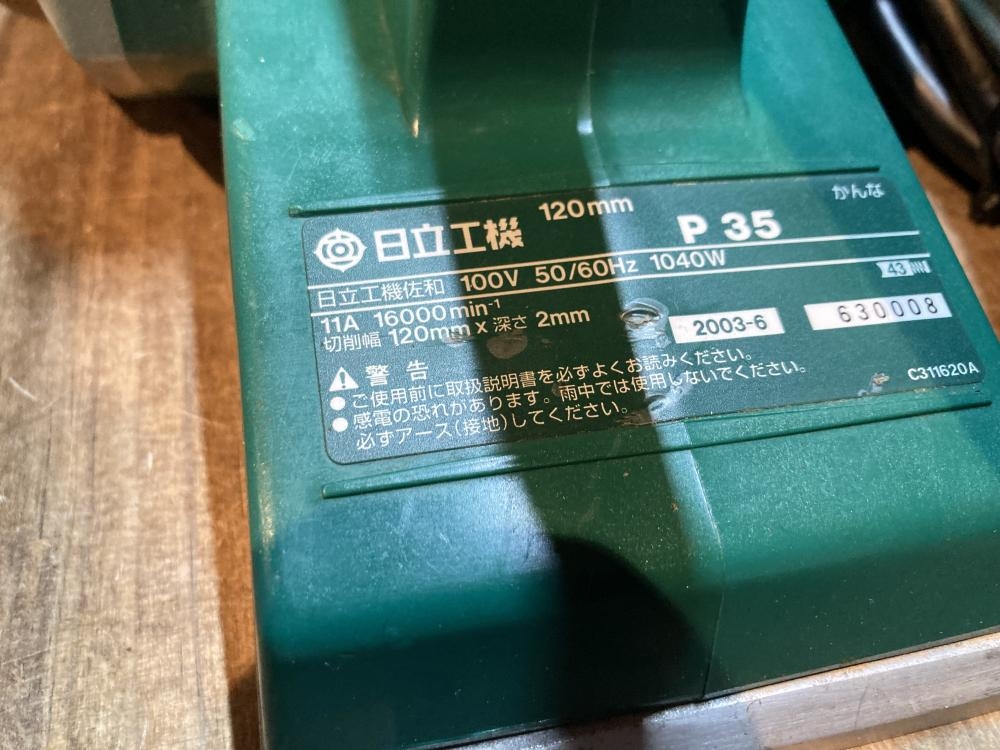 かんな
日立工機 120mm P 35
日立工機佐和 100V 50/60Hz 1040W
11A 16000min-1 43
切削幅 120mm x 深さ 2mm 2003-6 630008
警告
● ご使用前に取扱説明書を必ずよくお読みください。
● 感電の恐れがあります。雨中では使用しないでください。
必ずアース(接地)してください。
C311620A